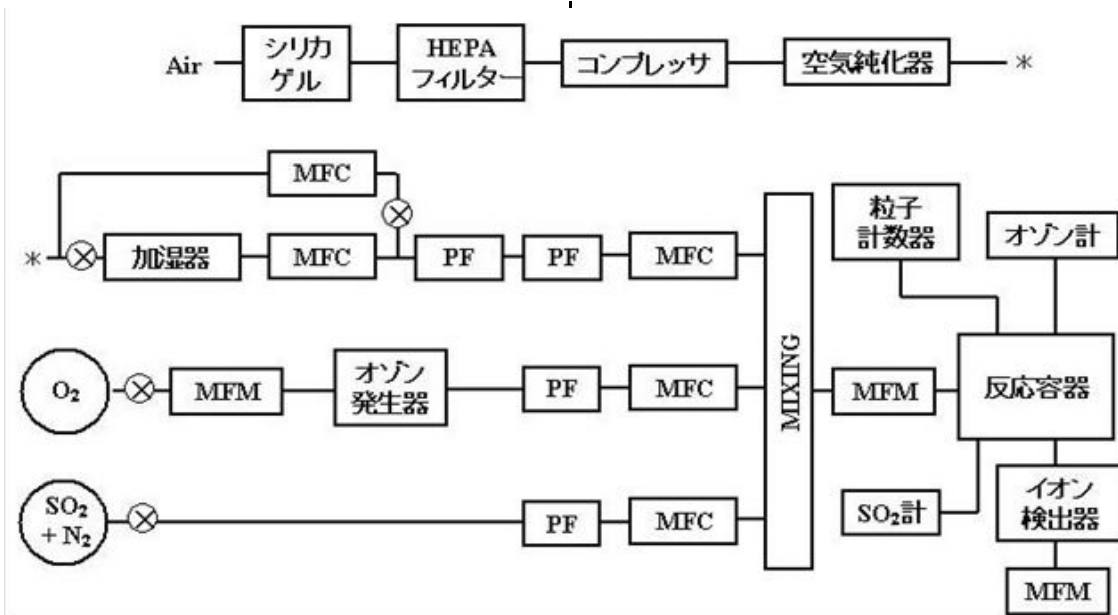 Air
シリカ
ゲル
HEPA
フィルター
コンプレッサ
空気純化器
*
MFC
*
加湿器
MFC
PF
PF
MFC
O₂
MFM
オゾン
発生器
PF
MFC
SO₂
+ N₂
PF
MFC
MIXING
MFM
粒子
計数器
オゾン計
反応容器
SO₂計
イオン
検出器
MFM